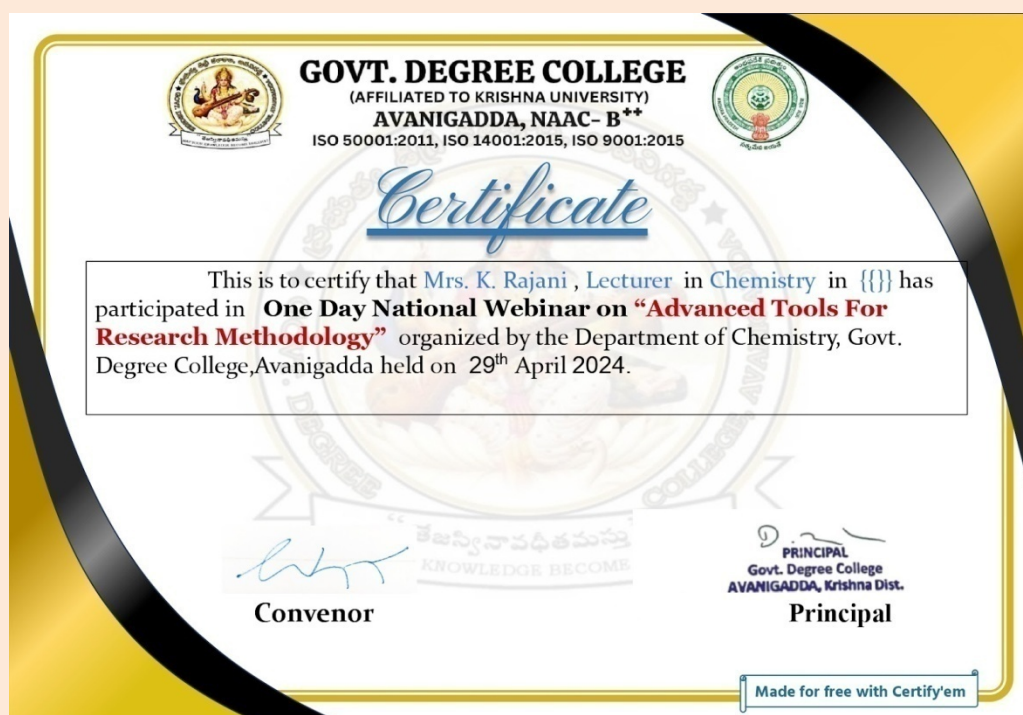 GOVT. DEGREE COLLEGE
(AFFILIATED TO KRISHNA UNIVERSITY)
AVANIGADDA, NAAC- B++
ISO 50001:2011, ISO 14001:2015, ISO 9001:2015
Certificate
This is to certify that Mrs. K. Rajani , Lecturer in Chemistry in {{}} has
participated in One Day National Webinar on “Advanced Tools For
Research Methodology” organized by the Department of Chemistry, Govt.
Degree College,Avanigadda held on 29th April 2024.
DEGREE COLLEGE,
“ తేజస్వినావధీతమస్తు
KNOWLEDGE BECOME
PRINCIPAL
Govt. Degree College
AVANIGADDA, Krishna Dist.
Convenor
Principal
Made for free with Certify'em